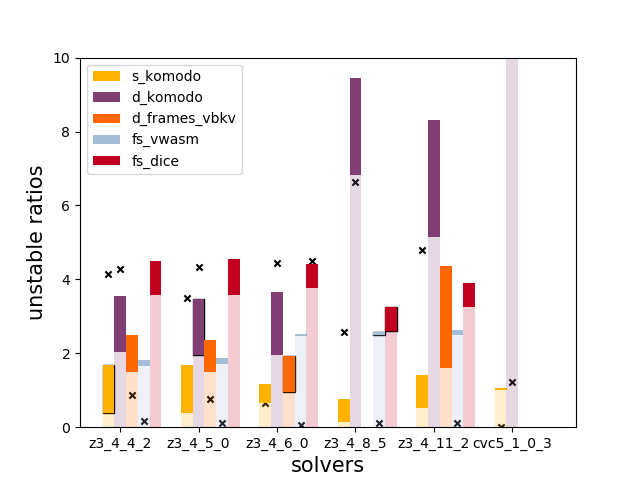 10
8
6
4
2
0
unstable ratios
s_komodo
d_komodo
d_frames_vbkv
fs_vwasm
fs_dice
z3_4_4_2 z3_4_5_0 z3_4_6_0 z3_4_8_5 z3_4_11_2 cvc5_1_0_3
solvers